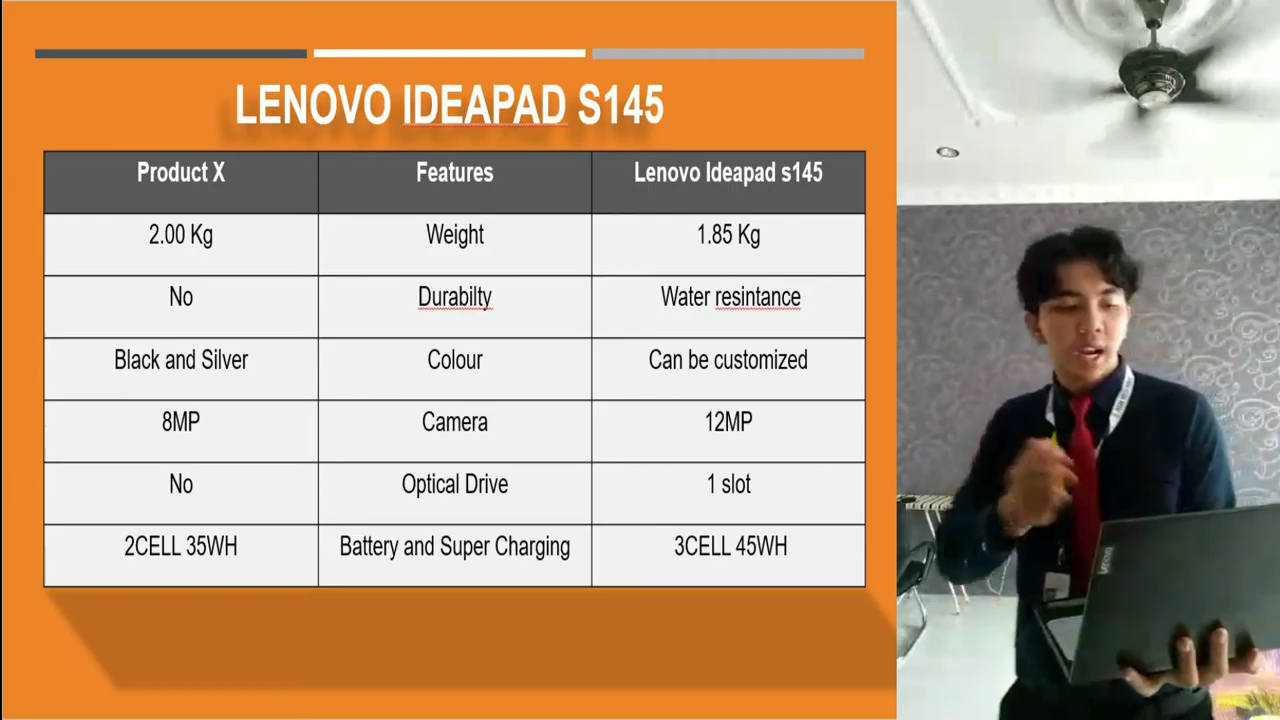 LENOVO IDEAPAD S145
Product X Features Lenovo Ideapad s145
2.00 Kg Weight 1.85 Kg
No Durabilty Water resintance
Black and Silver Colour Can be customized
8MP Camera 12MP
No Optical Drive 1 slot
2CELL 35WH Battery and Super Charging 3CELL 45WH
Lenovo